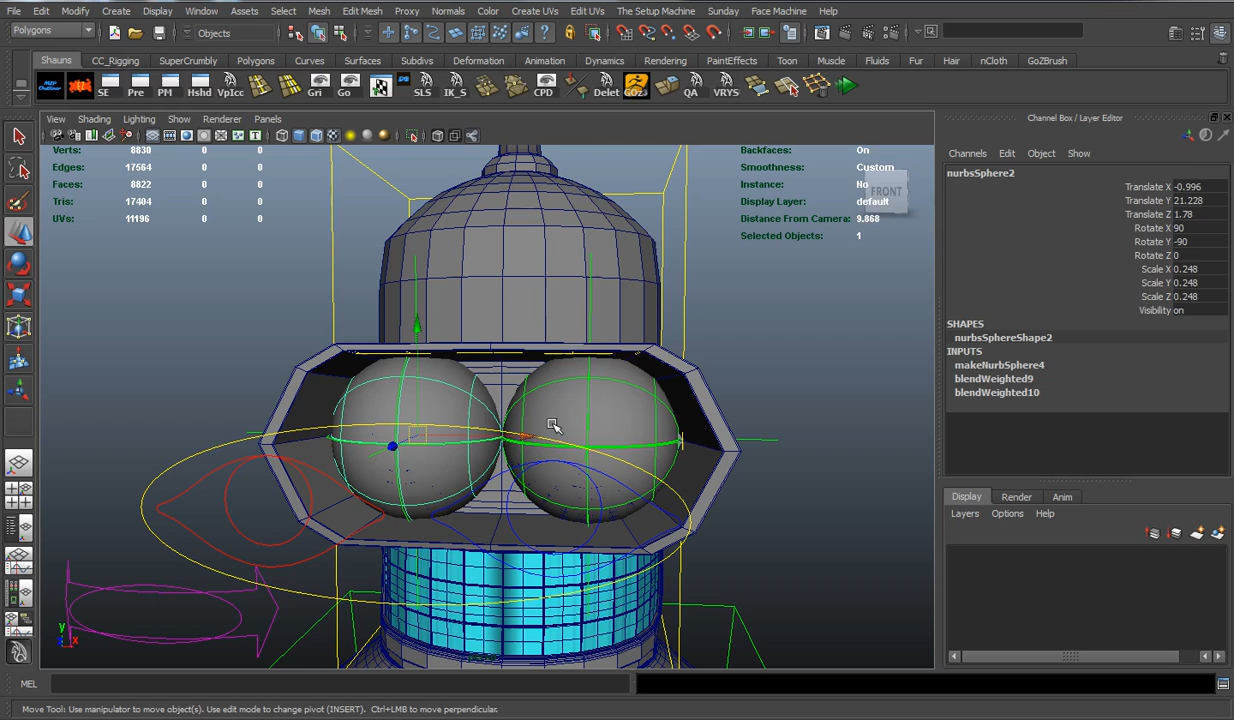 File Edit Modify Create Display Window Assets Select Mesh Edit Mesh Proxy Normals Color Create UVs Edit UVs The Setup Machine Sunday Face Machine Help
Polygons Objects
Shauns CC_Rigging SuperCrumbly Polygons Curves Surfaces Subdivs Deformation Animation Dynamics Rendering PaintEffects Toon Muscle Fluids Fur Hair nCloth GoZBrush
SE Pre PM Hshd VpIcc Gri Go SLS IK_S CPD Delet GOZ3 QA VRYS
View Shading Lighting Show Renderer Panels
Channel Box / Layer Editor
Verts: 8830 0 0
Edges: 17564 0 0
Faces: 8822 0 0
Tris: 17404 0 0
UVs: 11196 0 0
Backfaces: On
Smoothness: Custom
Instance: No
Display Layer: default
Distance From Camera: 9.868
Selected Objects: 1
FRONT
Channels Edit Object Show
nurbsSphere2
Translate X -0.996
Translate Y 21.228
Translate Z 1.78
Rotate X 90
Rotate Y -90
Rotate Z 0
Scale X 0.248
Scale Y 0.248
Scale Z 0.248
Visibility on
SHAPES
nurbsSphereShape2
INPUTS
makeNurbSphere4
blendWeighted9
blendWeighted10
Display Render Anim
Layers Options Help
y
x
MEL
Move Tool: Use manipulator to move object(s). Use edit mode to change pivot (INSERT). Ctrl+LMB to move perpendicular.